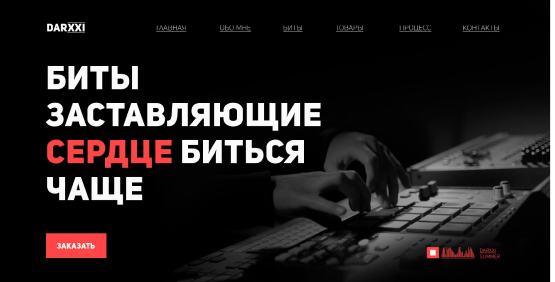 DARXXI
ГЛАВНАЯ
ОБО МНЕ
БИТЫ
ТОВАРЫ
ПРОЦЕСС
КОНТАКТЫ
БИТЫ
ЗАСТАВЛЯЮЩИЕ
СЕРДЦЕ БИТЬСЯ
ЧАЩЕ
ЗАКАЗАТЬ
DARXXI
SUMMER